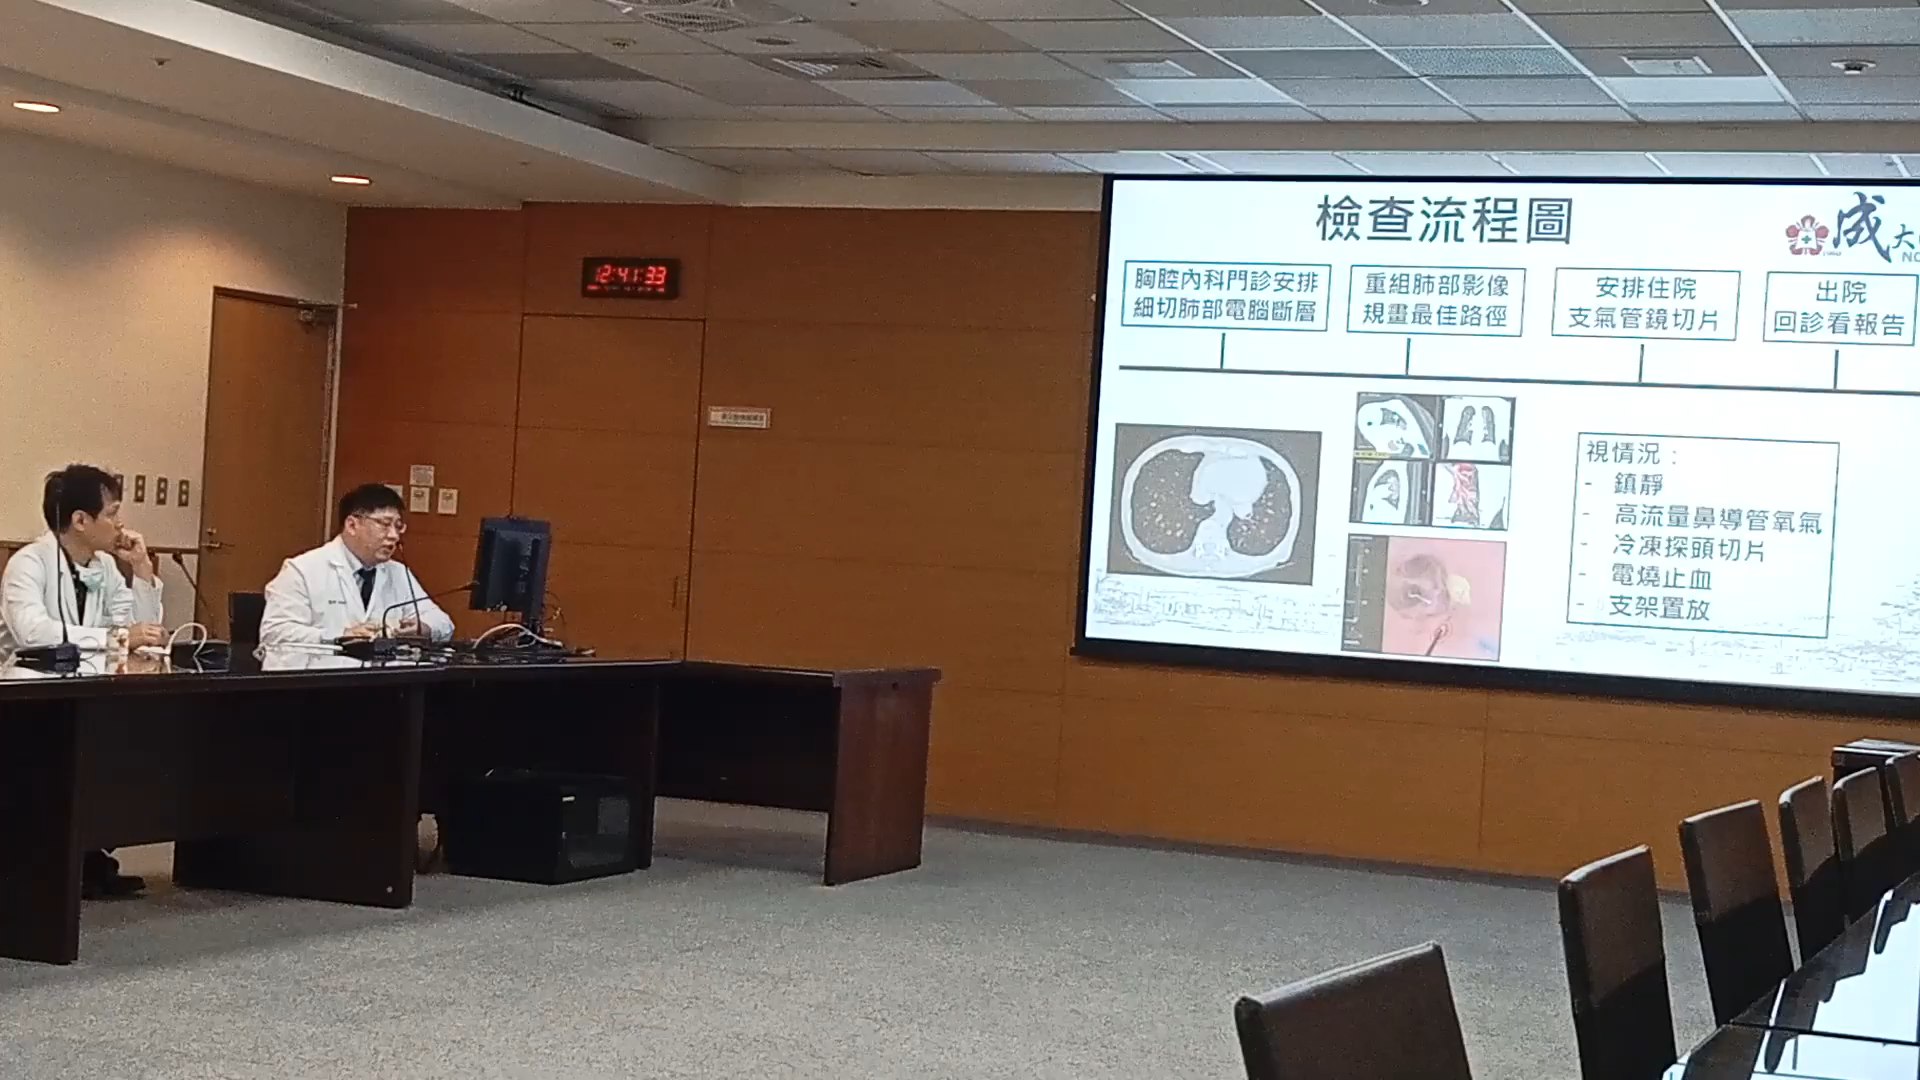 12:41:33
檢查流程圖
成大
NC
胸腔內科門診安排
細切肺部電腦斷層
重組肺部影像
規畫最佳路徑
安排住院
支氣管鏡切片
出院
回診看報告
視情況：
- 鎮靜
- 高流量鼻導管氧氣
- 冷凍探頭切片
- 電燒止血
- 支架置放